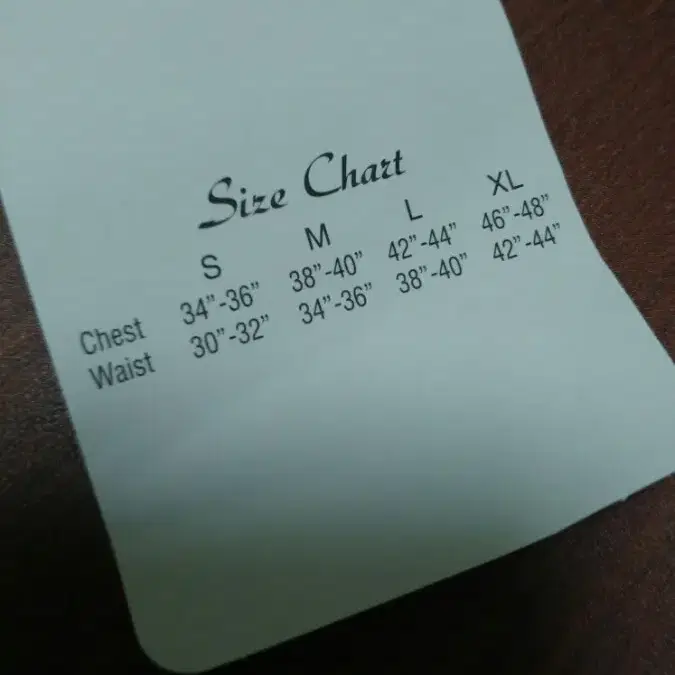 Size Chart
S M L XL
Chest 34”-36” 38”-40” 42”-44” 46”-48”
Waist 30”-32” 34”-36” 38”-40” 42”-44”